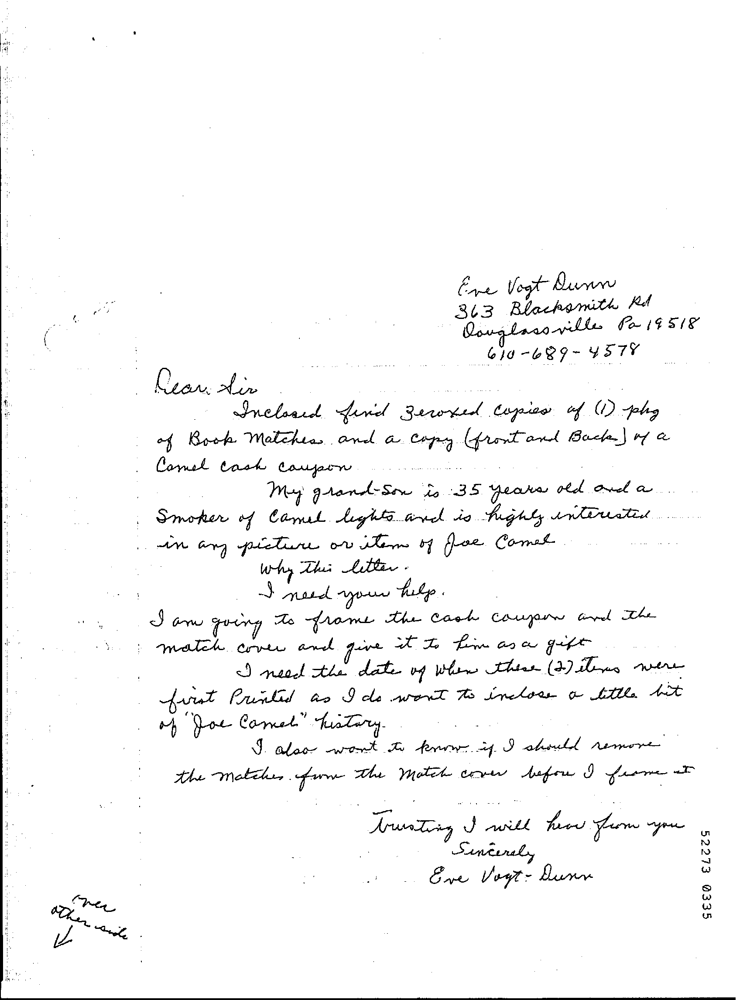 Eve Vogt Dunn
363 Blacksmith Rd
Douglassville Pa 19518
610-689-4578
Dear Sir
Inclosed find Zeroxed copies of (1) pkg
of Book Matches and a copy (front and Back) of a
Camel cash coupon
My grand-son is 35 years old and a
Smoker of Camel lights and is highly interested
in any picture or item of Joe Camel
Why this letter.
I need your help.
I am going to frame the cash coupon and the
match cover and give it to him as a gift
I need the date of when these (2) items were
first Printed as I do want to inclose a little bit
of "Joe Camel" history.
I also want to know if I should remove
the matches from the match cover before I frame it
Trusting I will hear from you
Sincerely
Eve Vogt-Dunn
over
other side
52273 0335